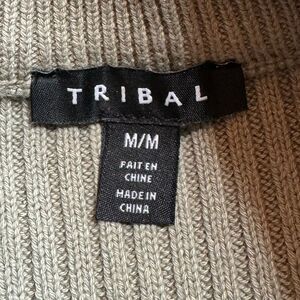 TRIBAL
M/M
FAIT EN
CHINE
MADE IN
CHINA